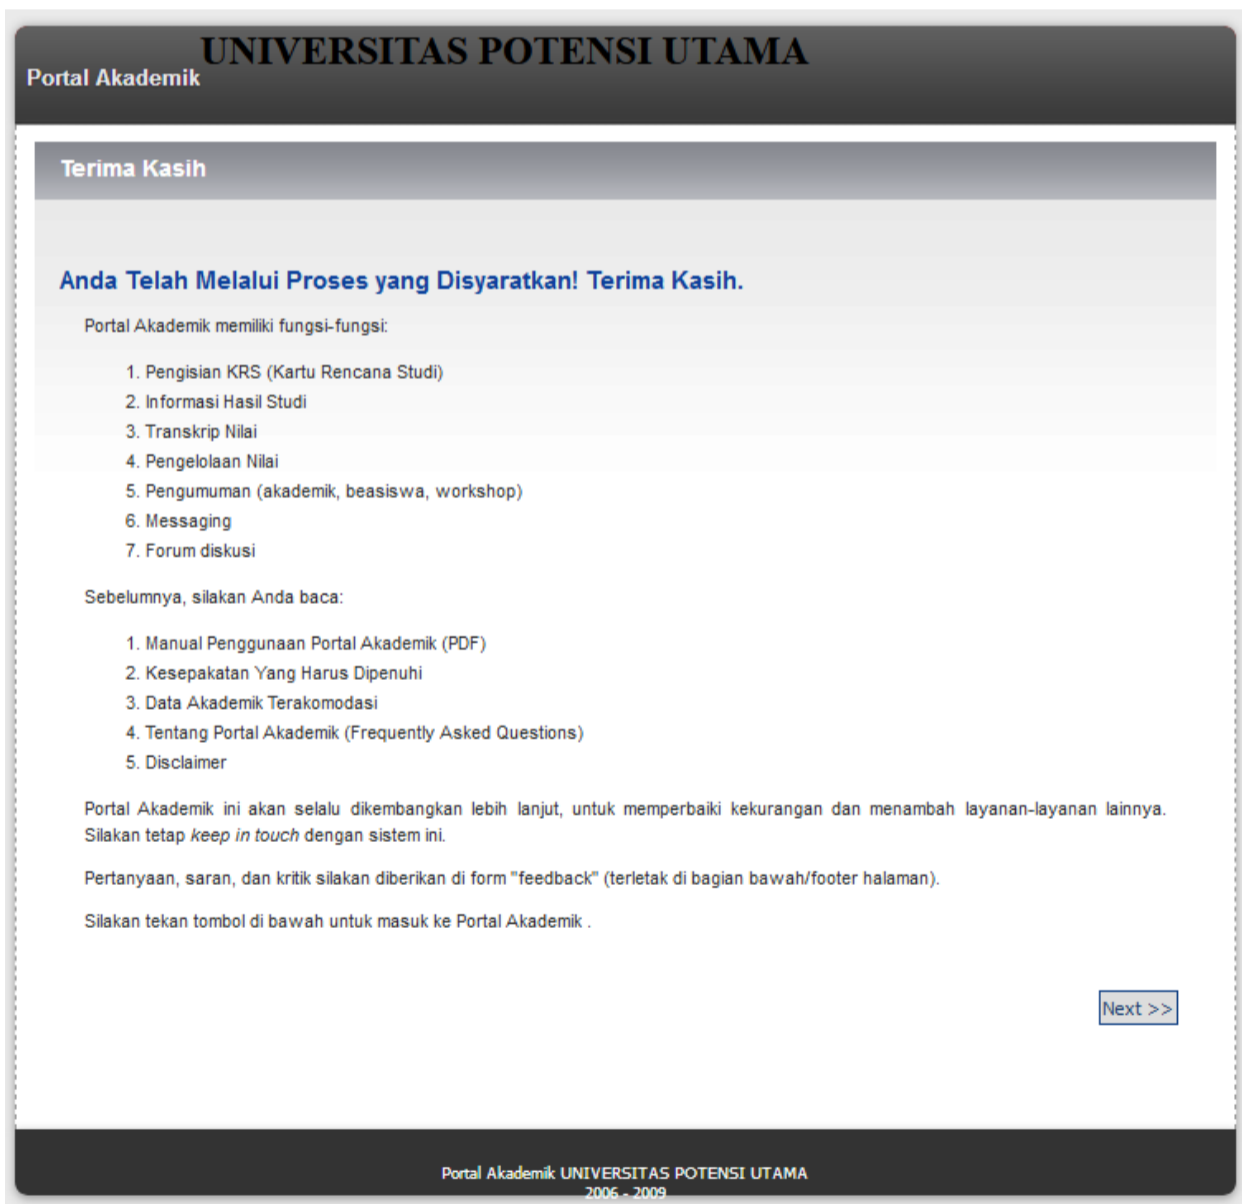 UNIVERSITAS POTENSI UTAMA
Portal Akademik
Terima Kasih
Anda Telah Melalui Proses yang Disyaratkan! Terima Kasih.
Portal Akademik memiliki fungsi-fungsi:
1. Pengisian KRS (Kartu Rencana Studi)
2. Informasi Hasil Studi
3. Transkrip Nilai
4. Pengelolaan Nilai
5. Pengumuman (akademik, beasiswa, workshop)
6. Messaging
7. Forum diskusi
Sebelumnya, silakan Anda baca:
1. Manual Penggunaan Portal Akademik (PDF)
2. Kesepakatan Yang Harus Dipenuhi
3. Data Akademik Terakomodasi
4. Tentang Portal Akademik (Frequently Asked Questions)
5. Disclaimer
Portal Akademik ini akan selalu dikembangkan lebih lanjut, untuk memperbaiki kekurangan dan menambah layanan-layanan lainnya.
Silakan tetap keep in touch dengan sistem ini.
Pertanyaan, saran, dan kritik silakan diberikan di form "feedback" (terletak di bagian bawah/footer halaman).
Silakan tekan tombol di bawah untuk masuk ke Portal Akademik .
Next >>
Portal Akademik UNIVERSITAS POTENSI UTAMA
2006 - 2009